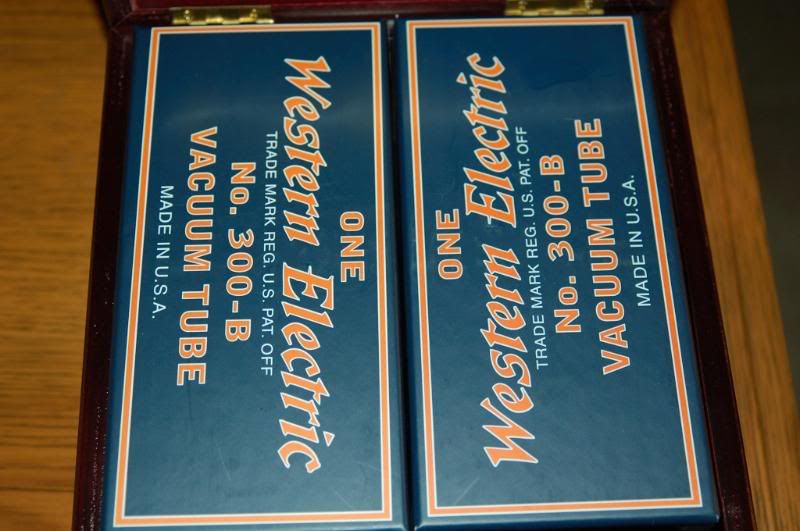 ONE
Western Electric
TRADE MARK REG. U.S. PAT. OFF
No. 300-B
VACUUM TUBE
MADE IN U.S.A.
ONE
Western Electric
TRADE MARK REG. U.S. PAT. OFF
No. 300-B
VACUUM TUBE
MADE IN U.S.A.